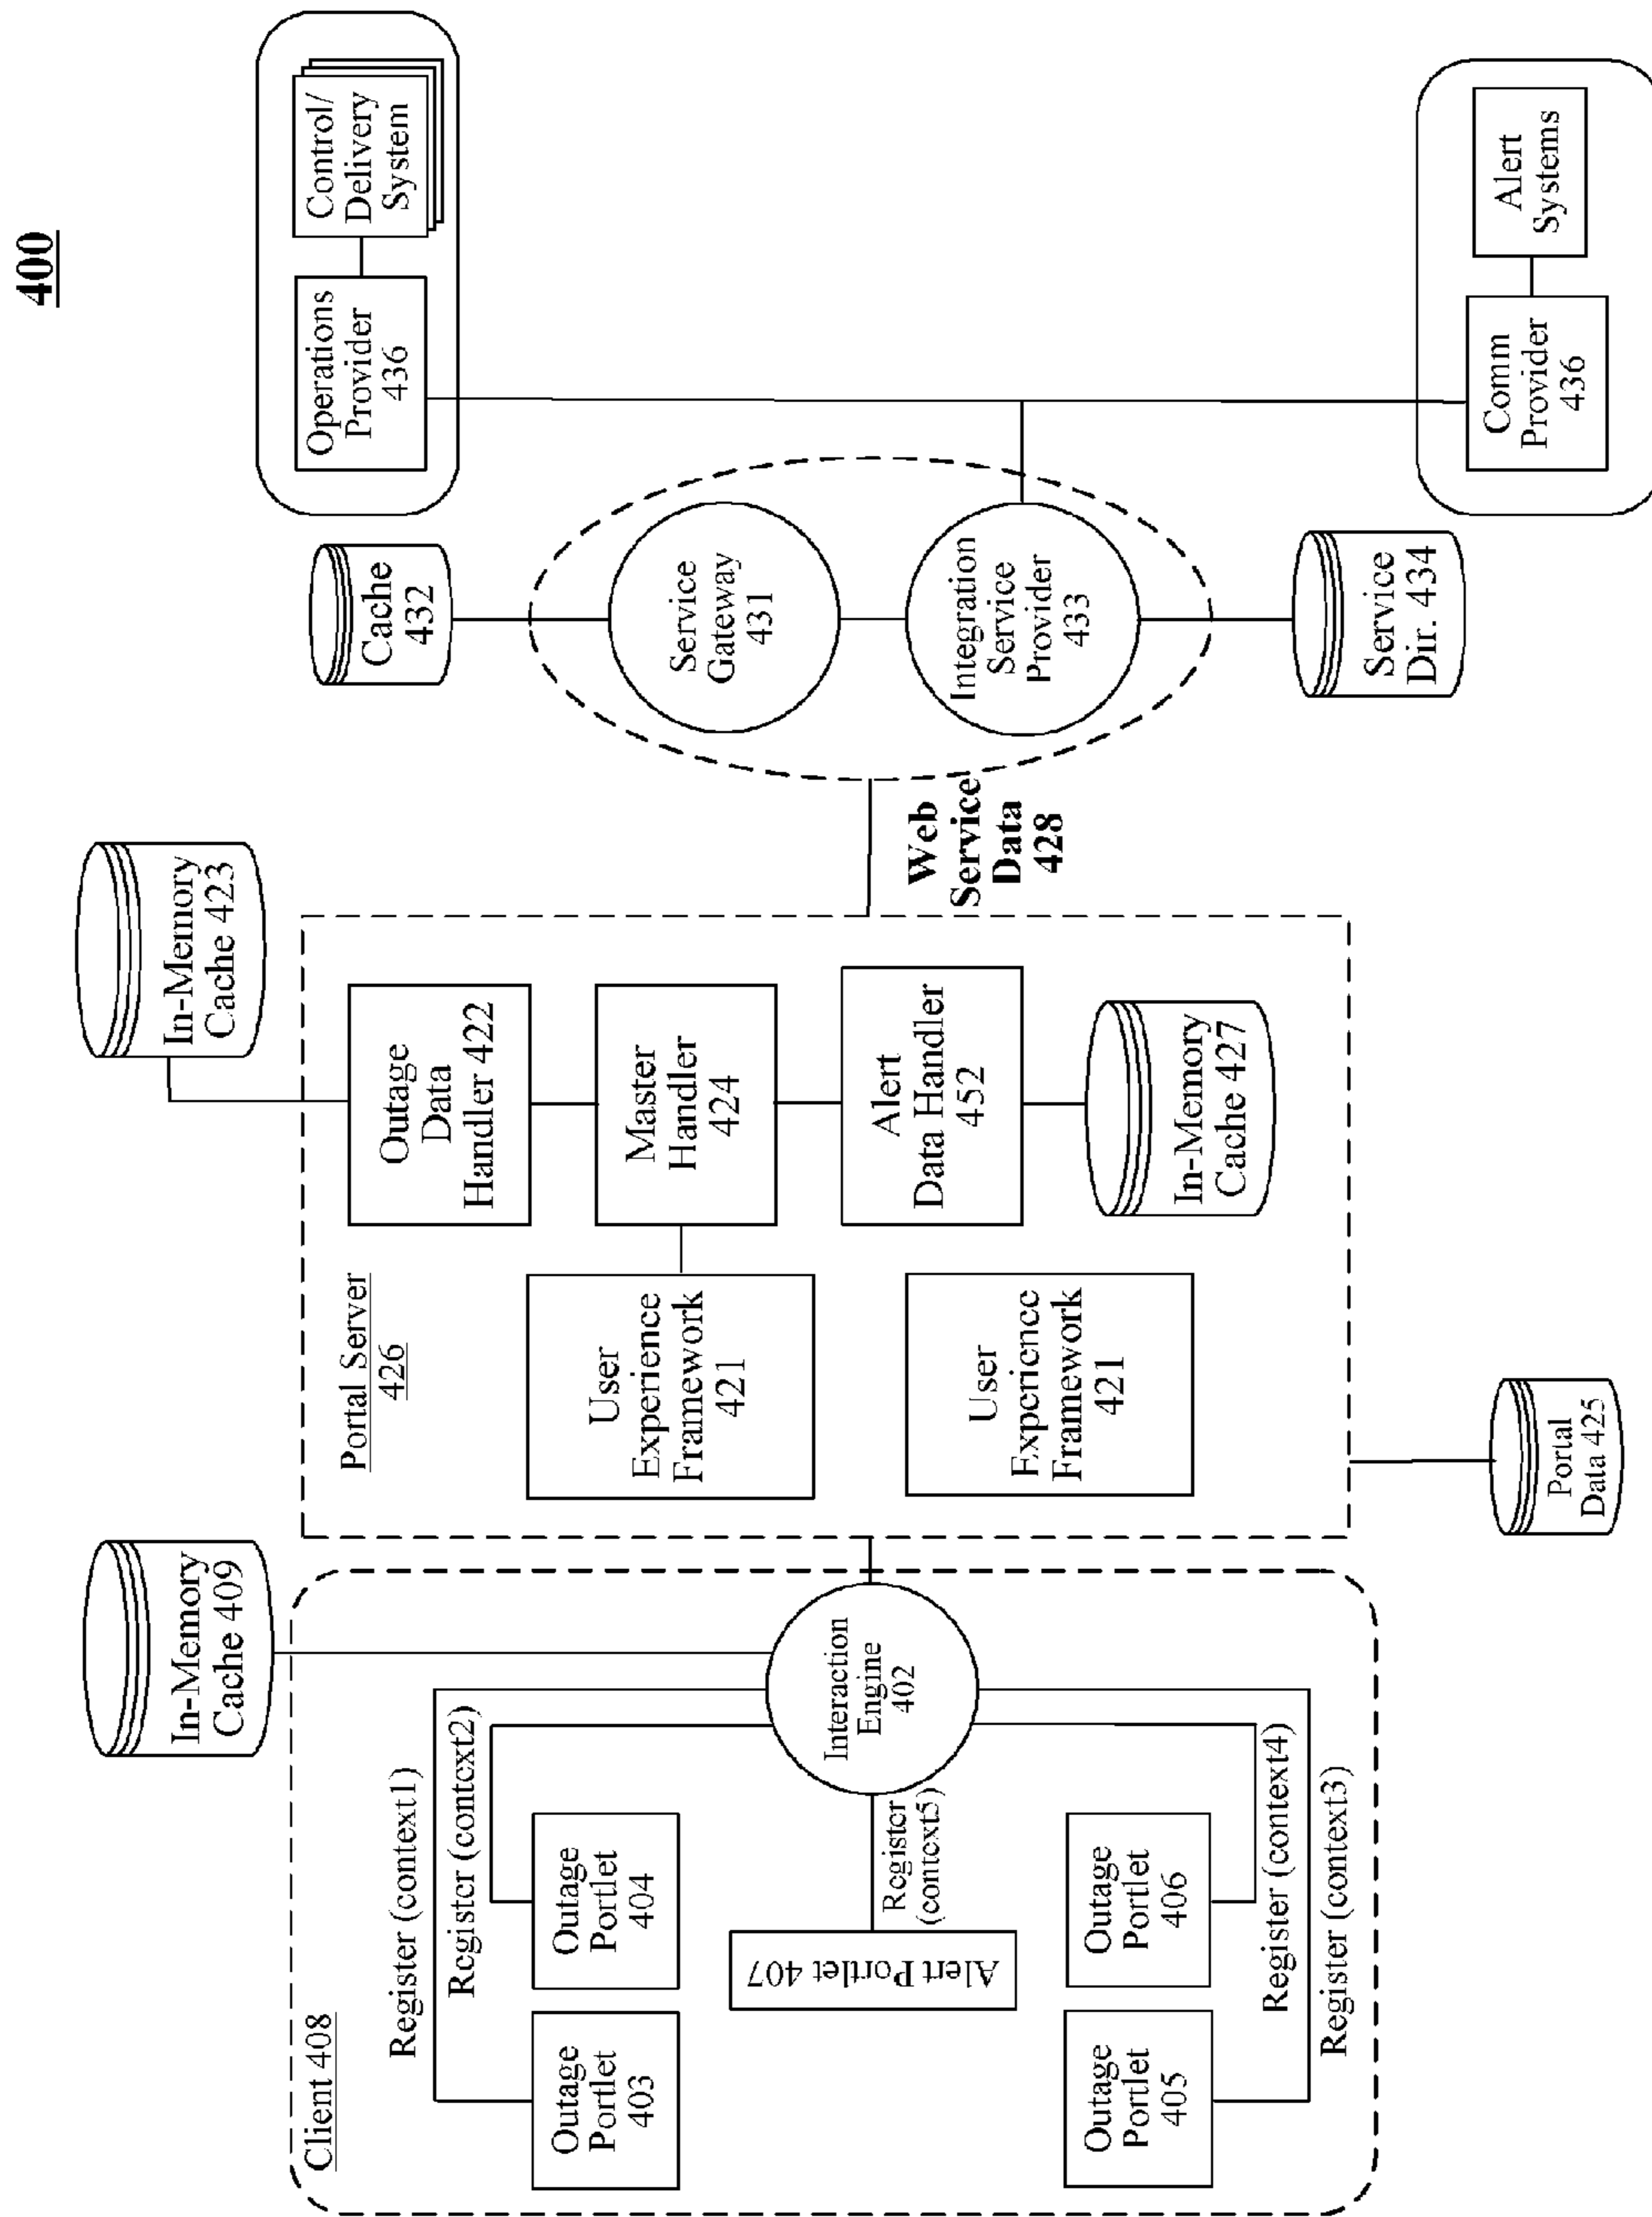 400
Client 408
Register (context1)
Register (context2)
Outage
Portlet
403
Outage
Portlet
404
Alert Portlet 407
Register
(context5)
Outage
Portlet
405
Outage
Portlet
406
Register (context4)
Register (context3)
Interaction
Engine
402
In-Memory
Cache 409
Portal Server
426
User
Experience
Framework
421
User
Experience
Framework
421
Outage
Data
Handler 422
Master
Handler
424
Alert
Data Handler
452
In-Memory
Cache 423
In-Memory
Cache 427
Portal
Data 425
Web
Service
Data
428
Cache
432
Service
Gateway
431
Integration
Service
Provider
433
Service
Dir. 434
Operations
Provider
436
Control/
Delivery
System
Comm
Provider
436
Alert
Systems